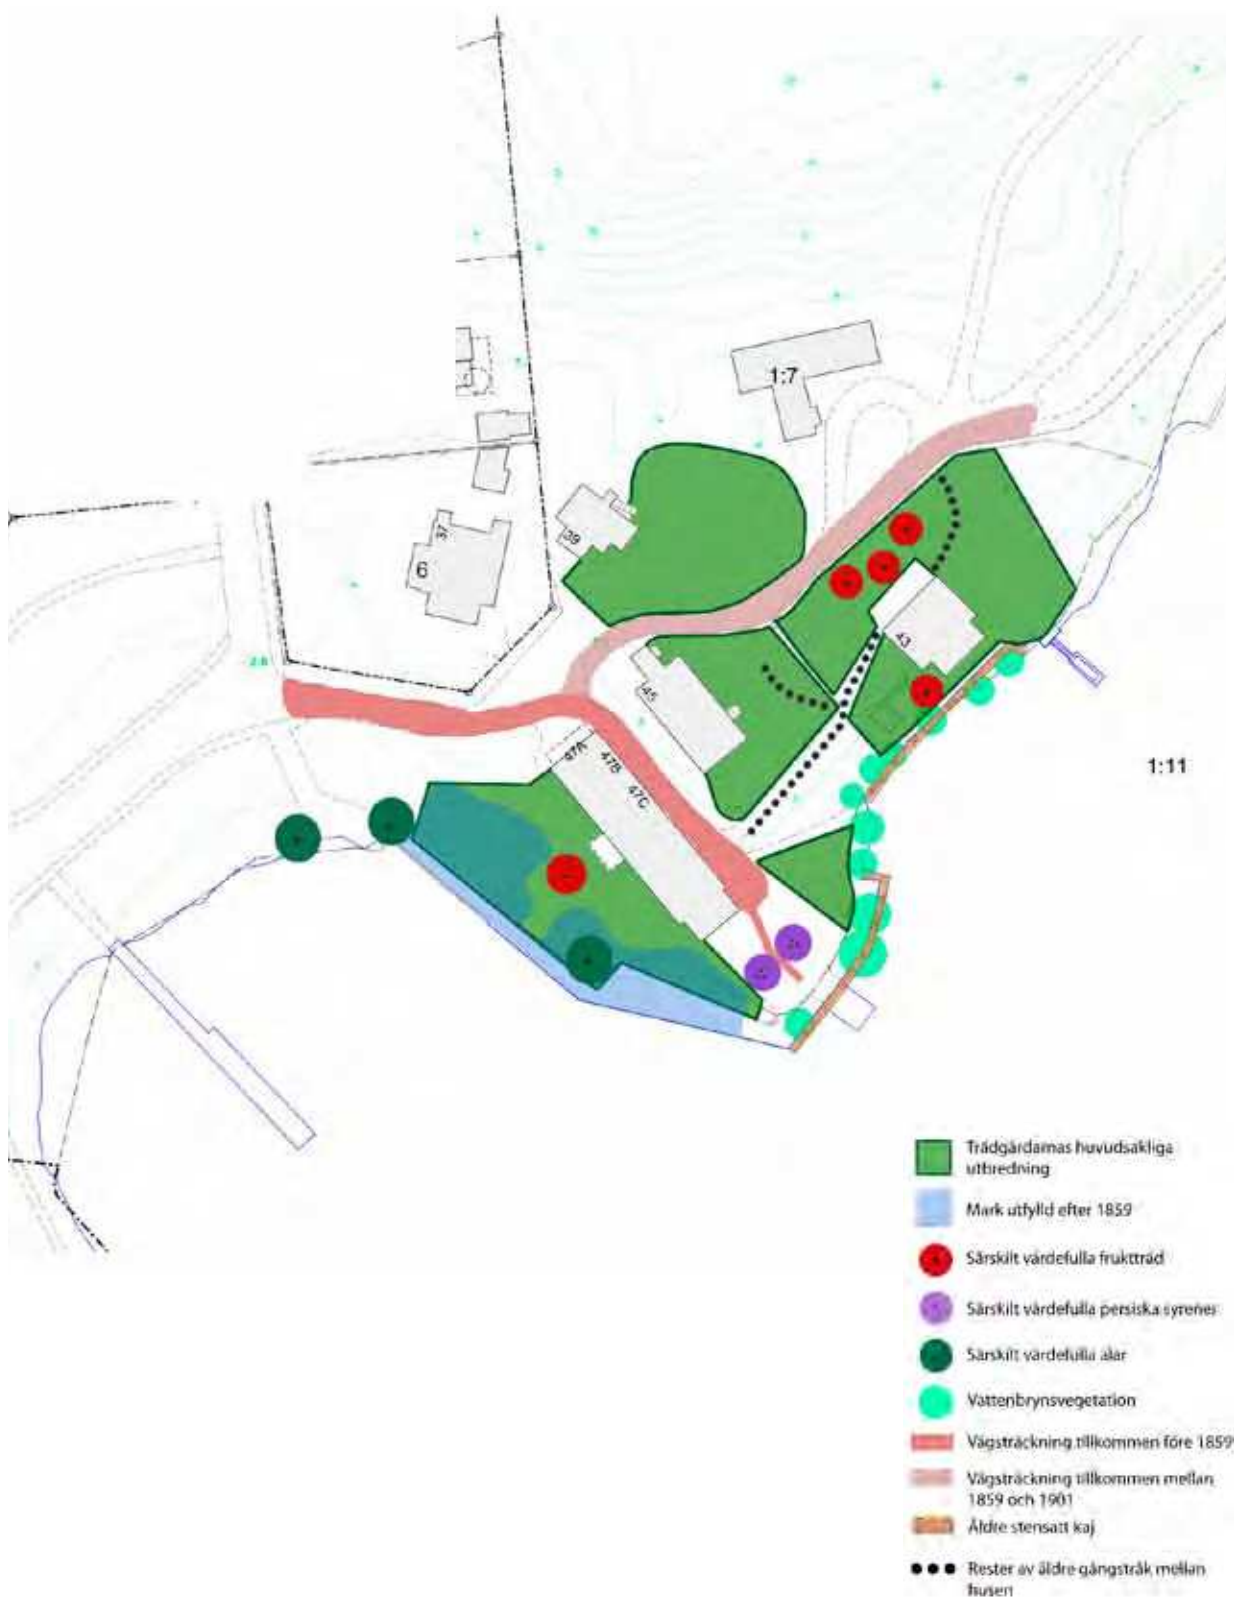 1:7
37
6
39
43
45
2.6
47A
47B
47C
1:11
Trädgårdarnas huvudsakliga
utbredning
Mark utfylld efter 1859
Särskilt värdefulla fruktträd
Särskilt värdefulla persiska syrener
Särskilt värdefulla alar
Vattenbrynsvegetation
Vägsträckning tillkommen före 1859
Vägsträckning tillkommen mellan
1859 och 1901
Äldre stensatt kaj
Rester av äldre gångstråk mellan
husen